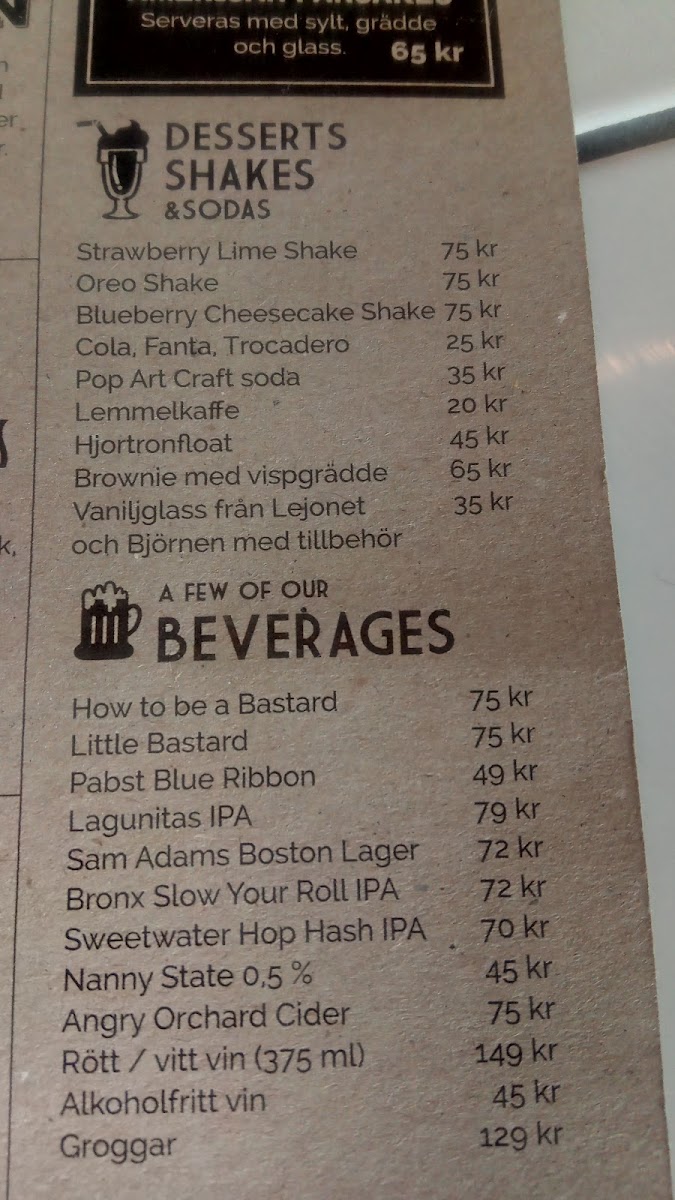 Serveras med sylt, grädde
och glass. 65 kr
DESSERTS
SHAKES
&SODAS
Strawberry Lime Shake 75 kr
Oreo Shake 75 kr
Blueberry Cheesecake Shake 75 kr
Cola, Fanta, Trocadero 25 kr
Pop Art Craft soda 35 kr
Lemmelkaffe 20 kr
Hjortronfloat 45 kr
Brownie med vispgrädde 65 kr
Vaniljglass från Lejonet 35 kr
och Björnen med tillbehör
A FEW OF OUR
BEVERAGES
How to be a Bastard 75 kr
Little Bastard 75 kr
Pabst Blue Ribbon 49 kr
Lagunitas IPA 79 kr
Sam Adams Boston Lager 72 kr
Bronx Slow Your Roll IPA 72 kr
Sweetwater Hop Hash IPA 70 kr
Nanny State 0,5 % 45 kr
Angry Orchard Cider 75 kr
Rött / vitt vin (375 ml) 149 kr
Alkoholfritt vin 45 kr
Groggar 129 kr